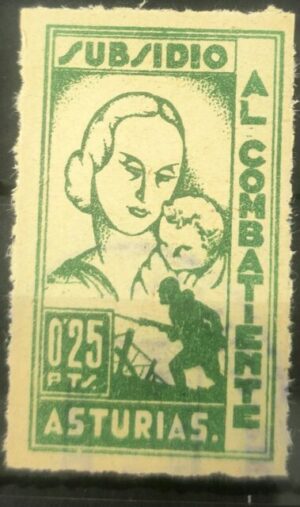 SUBSIDIO
AL COMBATIENTE
0'25
PTS
ASTURIAS.